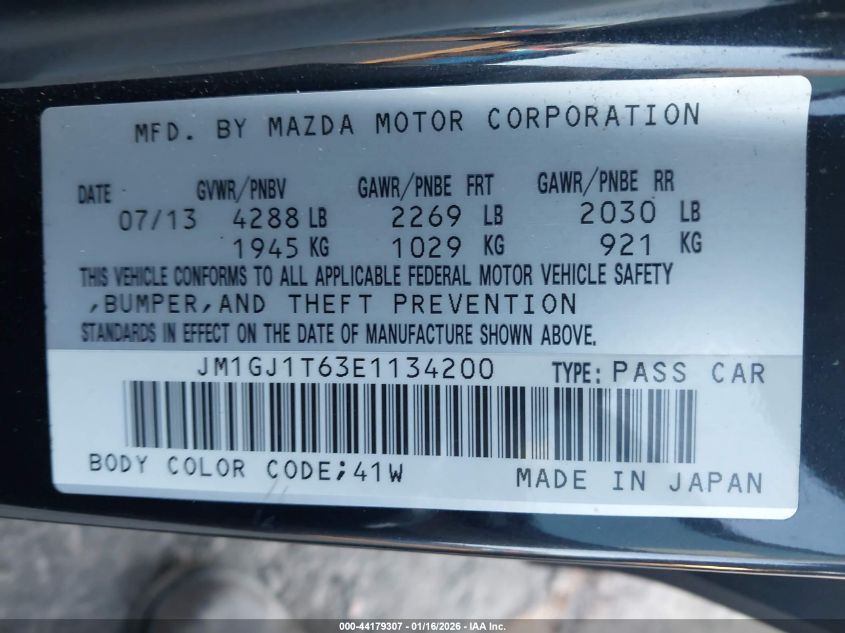 MFD. BY MAZDA MOTOR CORPORATION
DATE GVWR/PNBV GAWR/PNBE FRT GAWR/PNBE RR
07/13 4288 LB 2269 LB 2030 LB
1945 KG 1029 KG 921 KG
THIS VEHICLE CONFORMS TO ALL APPLICABLE FEDERAL MOTOR VEHICLE SAFETY
,BUMPER,AND THEFT PREVENTION
STANDARDS IN EFFECT ON THE DATE OF MANUFACTURE SHOWN ABOVE.
JM1GJ1T63E1134200 TYPE: PASS CAR
BODY COLOR CODE;41W MADE IN JAPAN
000-44179307 - 01/16/2026 - IAA Inc.